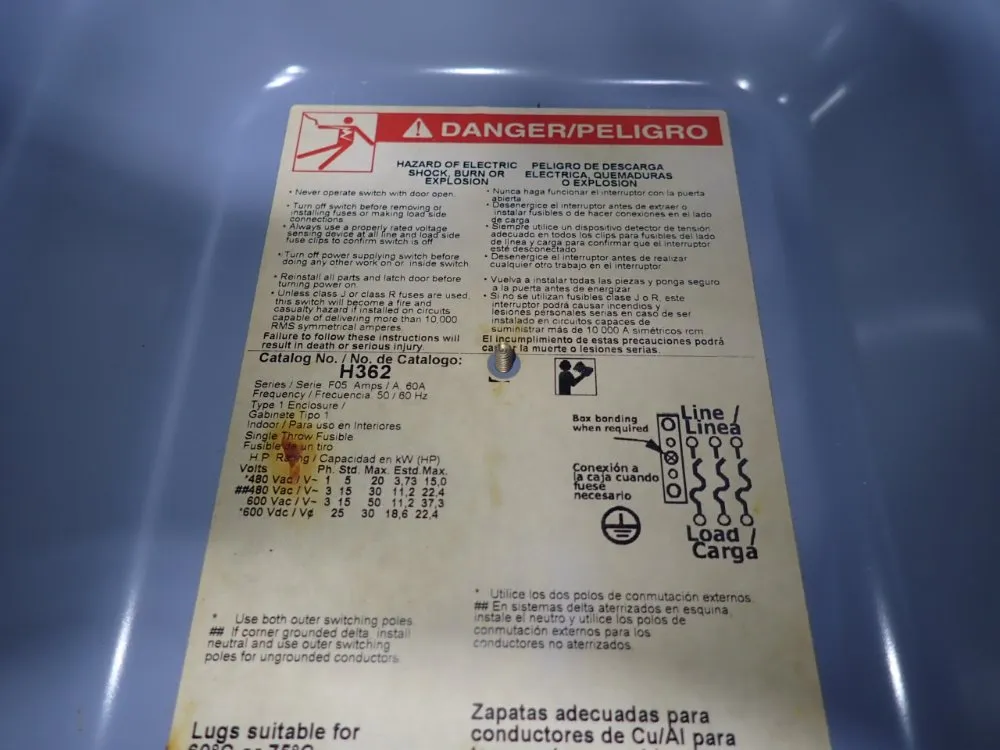 DANGER/PELIGRO
HAZARD OF ELECTRIC
SHOCK, BURN OR
EXPLOSION
• Never operate switch with door open.
• Turn off switch before removing or
installing fuses or making load side
connections
• Always use a properly rated voltage
sensing device at all line and load side
fuse clips to confirm switch is off
• Turn off power supplying switch before
doing any other work on or inside switch
• Reinstall all parts and latch door before
turning power on.
• Unless class J or class R fuses are used,
this switch will become a fire and
casualty hazard if installed on circuits
capable of delivering more than 10,000
RMS symmetrical amperes.
Failure to follow these instructions will
result in death or serious injury.
PELIGRO DE DESCARGA
ELECTRICA, QUEMADURAS
O EXPLOSION
• Nunca haga funcionar el interruptor con la puerta
abierta
• Desenergice el interruptor antes de extraer o
instalar fusibles o de hacer conexiones en el lado
de carga
• Siempre utilice un dispositivo detector de tensión
adecuado en todos los clips para fusibles del lado
de línea y carga para confirmar que el interruptor
esté desconectado
• Desenergice el interruptor antes de realizar
cualquier otro trabajo en el interruptor
• Vuelva a instalar todas las piezas y ponga seguro
a la puerta antes de energizar
• Si no se utilizan fusibles clase J o R, este
interruptor podrá causar incendios y
lesiones personales serias en caso de ser
instalado en circuitos capaces de
suministrar más de 10 000 A simétricos rcm
El incumplimiento de estas precauciones podrá
la muerte o lesiones serias.
Catalog No. / No. de Catalogo:
H362
Series / Serie F05 Amps / A. 60A
Frequency / Frecuencia 50 / 60 Hz
Type 1 Enclosure /
Gabinete Tipo 1
Indoor / Para uso en Interiores
Single Throw Fusible
Fusible de un tiro
H.P. Rating / Capacidad en kW (HP)
Volts Ph. Std. Max. Estd. Max.
*480 Vac / V~ 1 5 20 3,73 15,0
##480 Vac / V~ 3 15 30 11,2 22,4
600 Vac / V~ 3 15 50 11,2 37,3
*600 Vdc / 25 30 18,6 22,4
Box bonding
when required
Conexión a
la caja cuando
fuese
necesario
Line /
Linea
Load /
Carga
* Use both outer switching poles
## If corner grounded delta install
neutral and use outer switching
poles for ungrounded conductors.
* Utilice los dos polos de conmutación externos.
## En sistemas delta aterrizados en esquina,
instale el neutro y utilice los polos de
conmutación externos para los
conductores no aterrizados.
Lugs suitable for
60°C or 75°C
Zapatas adecuadas para
conductores de Cu/Al para